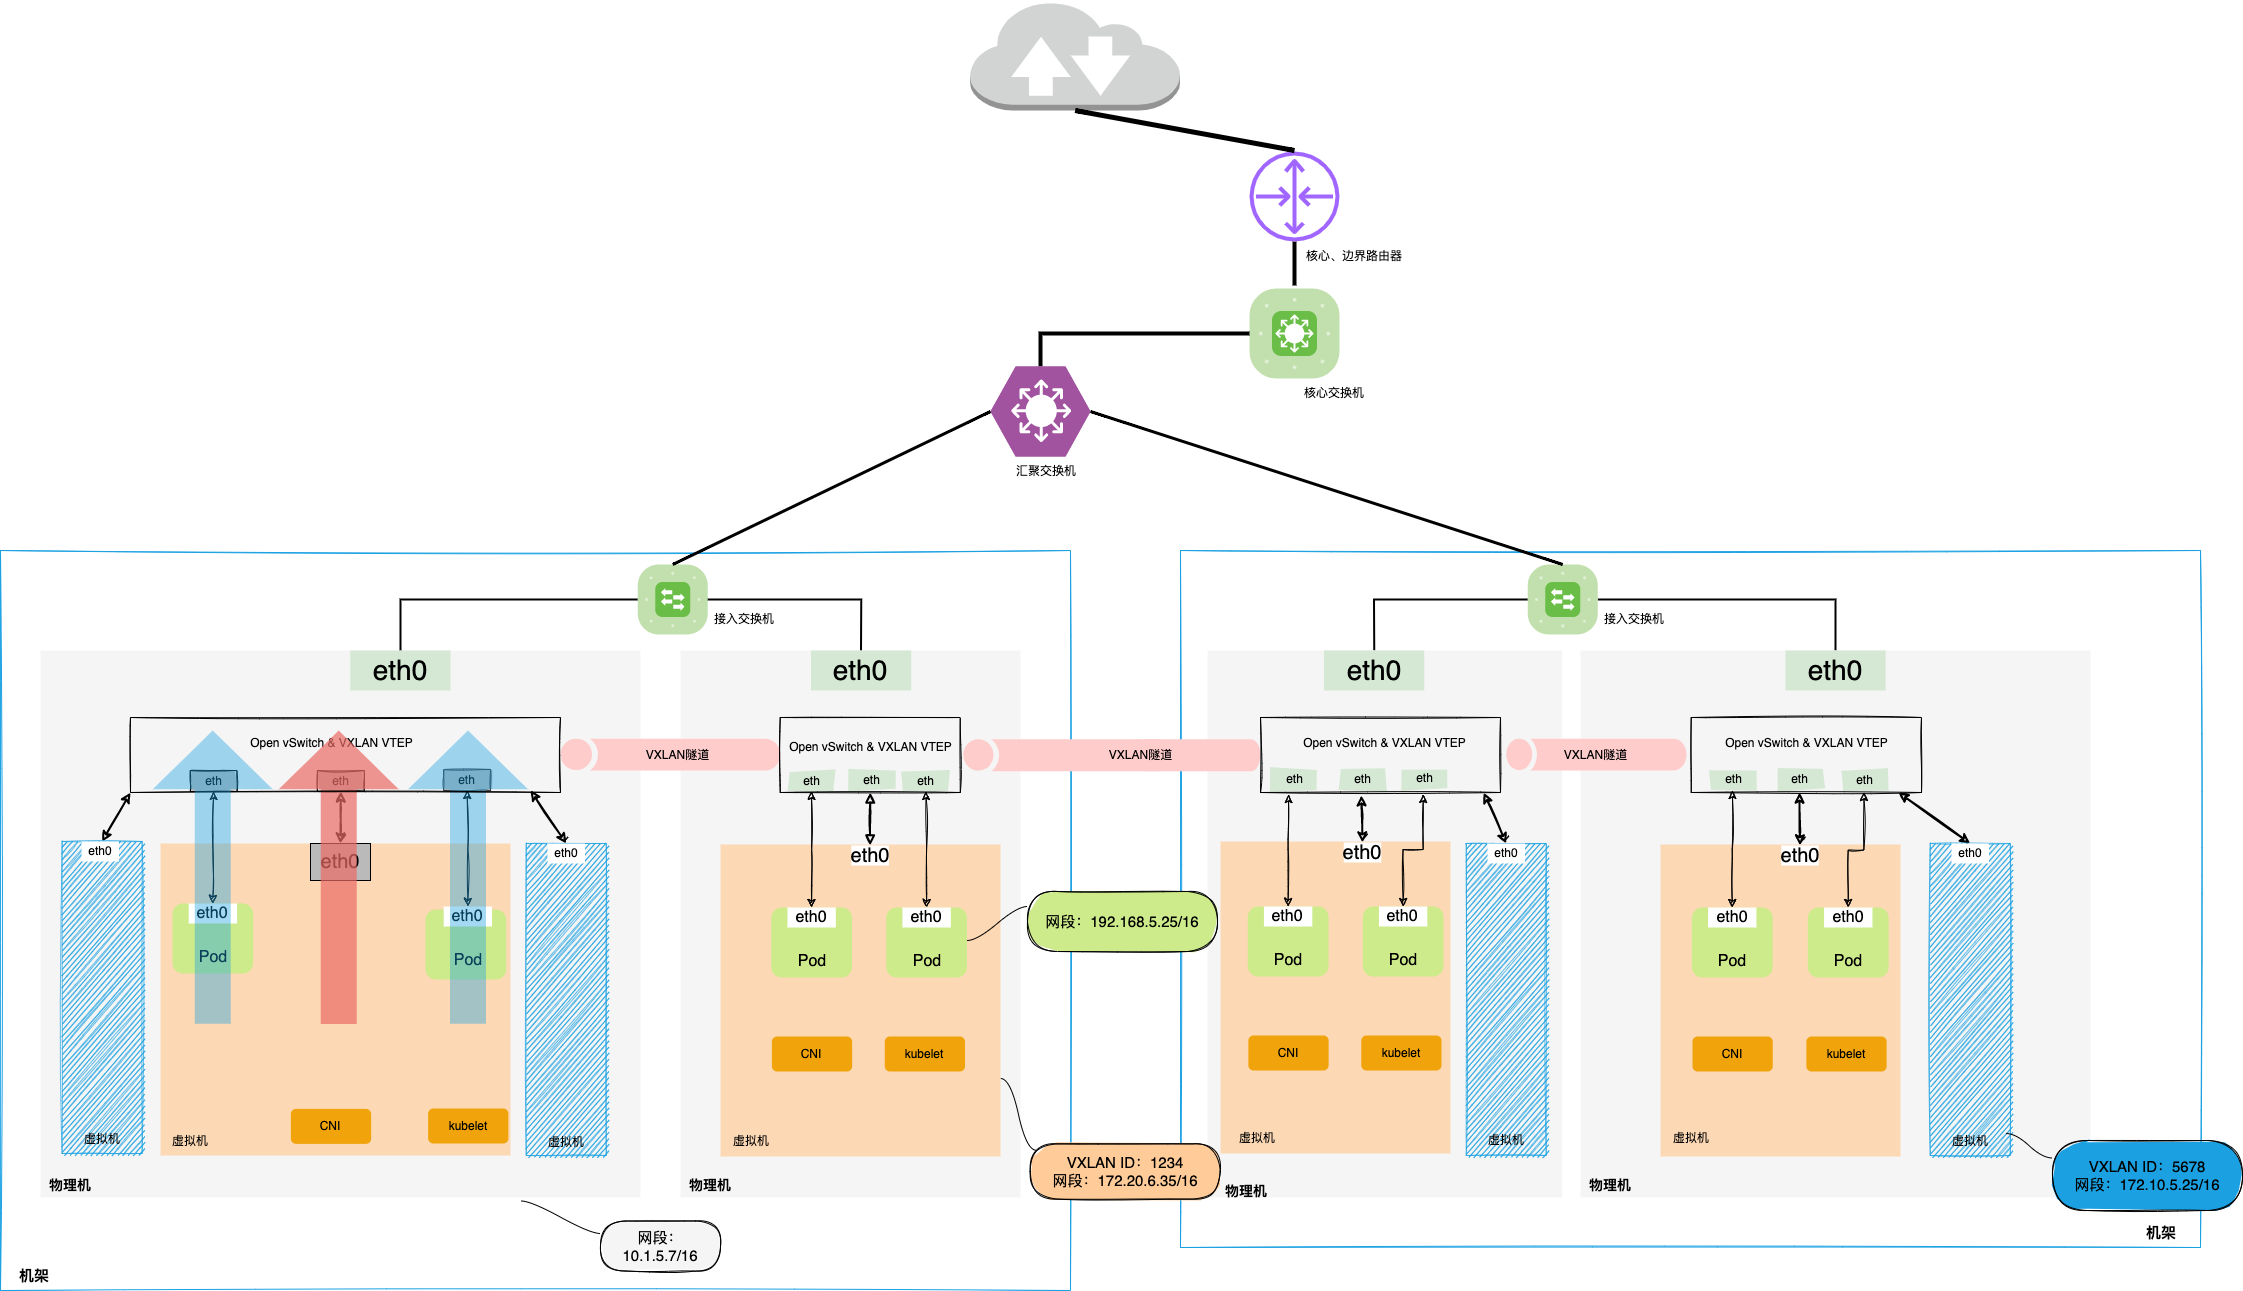 核心、边界路由器
核心交换机
汇聚交换机
接入交换机
接入交换机
eth0
eth0
eth0
eth0
Open vSwitch & VXLAN VTEP
eth
eth
eth
VXLAN隧道
Open vSwitch & VXLAN VTEP
eth
eth
eth
VXLAN隧道
Open vSwitch & VXLAN VTEP
eth
eth
eth
VXLAN隧道
Open vSwitch & VXLAN VTEP
eth
eth
eth
eth0
eth0
eth0
eth0
eth0
eth0
eth0
eth0
eth0
eth0
Pod
eth0
Pod
eth0
Pod
eth0
Pod
网段：192.168.5.25/16
eth0
Pod
eth0
Pod
eth0
Pod
eth0
Pod
CNI
kubelet
CNI
kubelet
CNI
kubelet
CNI
kubelet
虚拟机
虚拟机
虚拟机
虚拟机
虚拟机
虚拟机
虚拟机
虚拟机
VXLAN ID：1234
网段：172.20.6.35/16
VXLAN ID：5678
网段：172.10.5.25/16
物理机
物理机
物理机
物理机
网段：
10.1.5.7/16
机架
机架